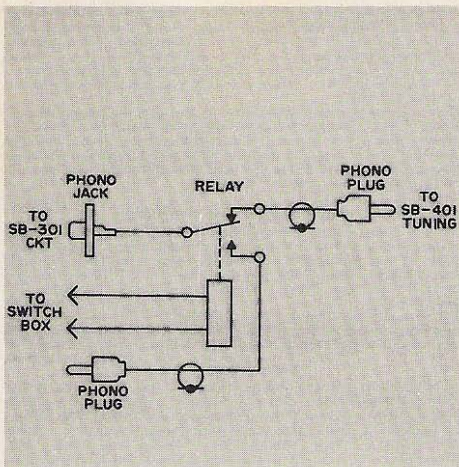 PHONO
JACK
RELAY
PHONO
PLUG
TO
SB-301
CKT
TO
SB-401
TUNING
TO
SWITCH
BOX
PHONO
PLUG